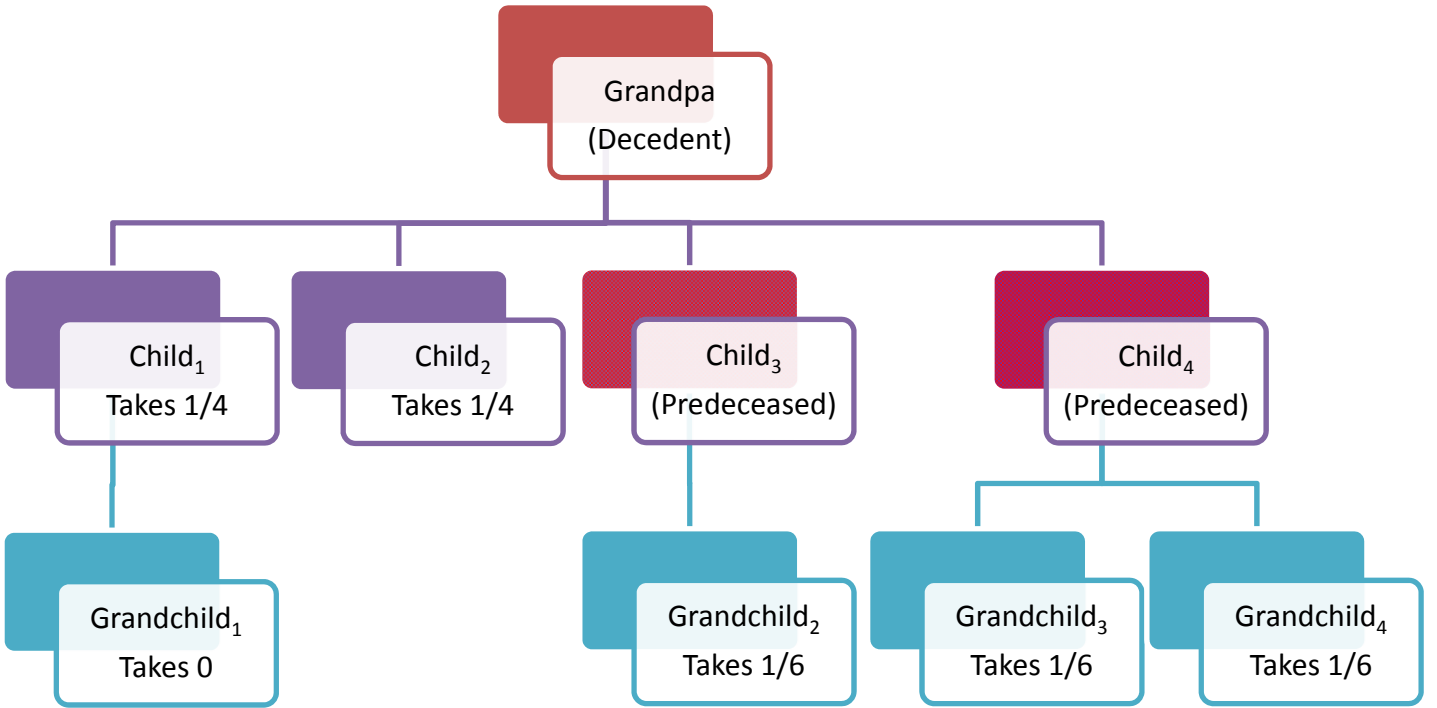 Grandpa
(Decedent)
Child₁
Takes 1/4
Child₂
Takes 1/4
Child₃
(Predeceased)
Child₄
(Predeceased)
Grandchild₁
Takes 0
Grandchild₂
Takes 1/6
Grandchild₃
Takes 1/6
Grandchild₄
Takes 1/6